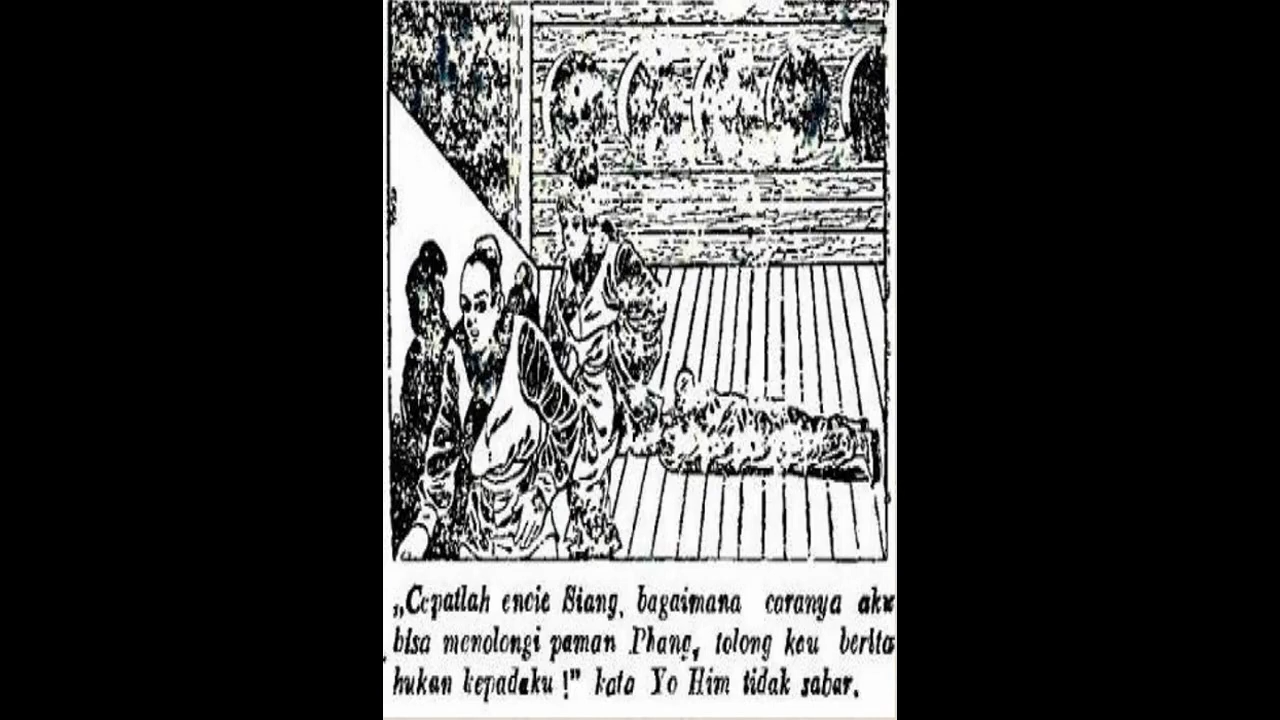 „Cepatlah encie Siang, bagaimana caranya aku
bisa menolongi paman Phang, tolong kau berita
hukan kepadaku !” kata Yo Him tidak sabar.